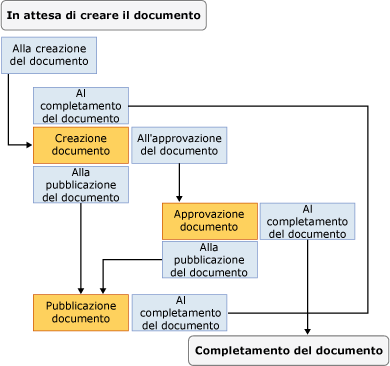 In attesa di creare il documento
Alla creazione
del documento
Al
completamento
del documento
Creazione
documento
All'approvazione
del documento
Alla
pubblicazione
del documento
Approvazione
documento
Al
completamento
del documento
Alla
pubblicazione
del documento
Pubblicazione
documento
Al
completamento
del documento
Completamento del documento